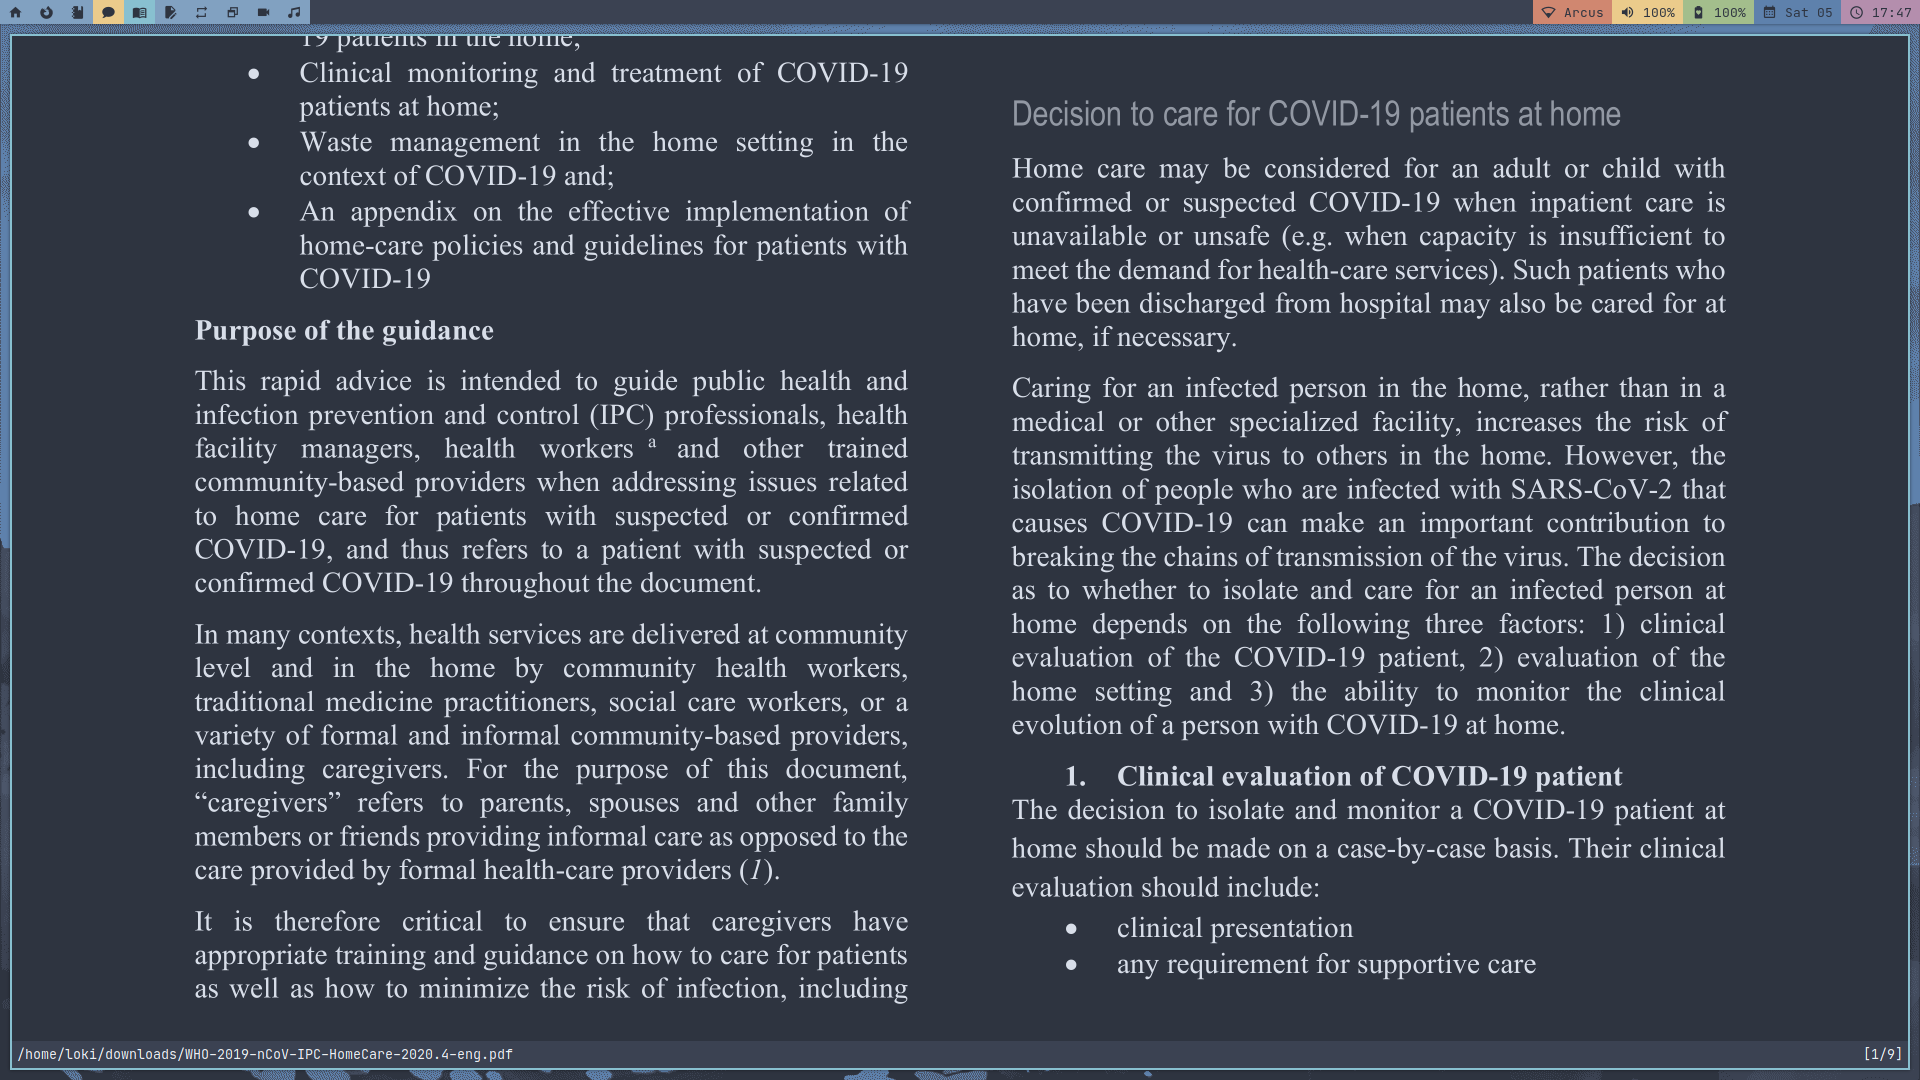 Arcus
100%
100%
Sat 05
17:47
19 patients in the home;
• Clinical monitoring and treatment of COVID-19
patients at home;
• Waste management in the home setting in the
context of COVID-19 and;
• An appendix on the effective implementation of
home-care policies and guidelines for patients with
COVID-19
Purpose of the guidance
This rapid advice is intended to guide public health and
infection prevention and control (IPC) professionals, health
facility managers, health workers a and other trained
community-based providers when addressing issues related
to home care for patients with suspected or confirmed
COVID-19, and thus refers to a patient with suspected or
confirmed COVID-19 throughout the document.
In many contexts, health services are delivered at community
level and in the home by community health workers,
traditional medicine practitioners, social care workers, or a
variety of formal and informal community-based providers,
including caregivers. For the purpose of this document,
“caregivers” refers to parents, spouses and other family
members or friends providing informal care as opposed to the
care provided by formal health-care providers (1).
It is therefore critical to ensure that caregivers have
appropriate training and guidance on how to care for patients
as well as how to minimize the risk of infection, including
Decision to care for COVID-19 patients at home
Home care may be considered for an adult or child with
confirmed or suspected COVID-19 when inpatient care is
unavailable or unsafe (e.g. when capacity is insufficient to
meet the demand for health-care services). Such patients who
have been discharged from hospital may also be cared for at
home, if necessary.
Caring for an infected person in the home, rather than in a
medical or other specialized facility, increases the risk of
transmitting the virus to others in the home. However, the
isolation of people who are infected with SARS-CoV-2 that
causes COVID-19 can make an important contribution to
breaking the chains of transmission of the virus. The decision
as to whether to isolate and care for an infected person at
home depends on the following three factors: 1) clinical
evaluation of the COVID-19 patient, 2) evaluation of the
home setting and 3) the ability to monitor the clinical
evolution of a person with COVID-19 at home.
1. Clinical evaluation of COVID-19 patient
The decision to isolate and monitor a COVID-19 patient at
home should be made on a case-by-case basis. Their clinical
evaluation should include:
• clinical presentation
• any requirement for supportive care
/home/loki/downloads/WHO-2019-nCoV-IPC-HomeCare-2020.4-eng.pdf
[1/9]